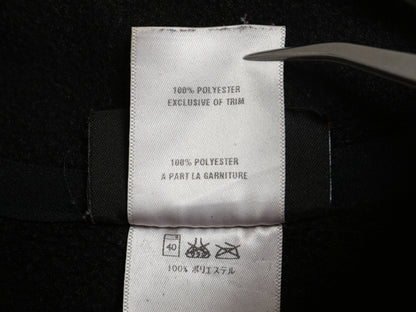 100% POLYESTER
EXCLUSIVE OF TRIM
100% POLYESTER
A PART LA GARNITURE
40
100% ポリエステル